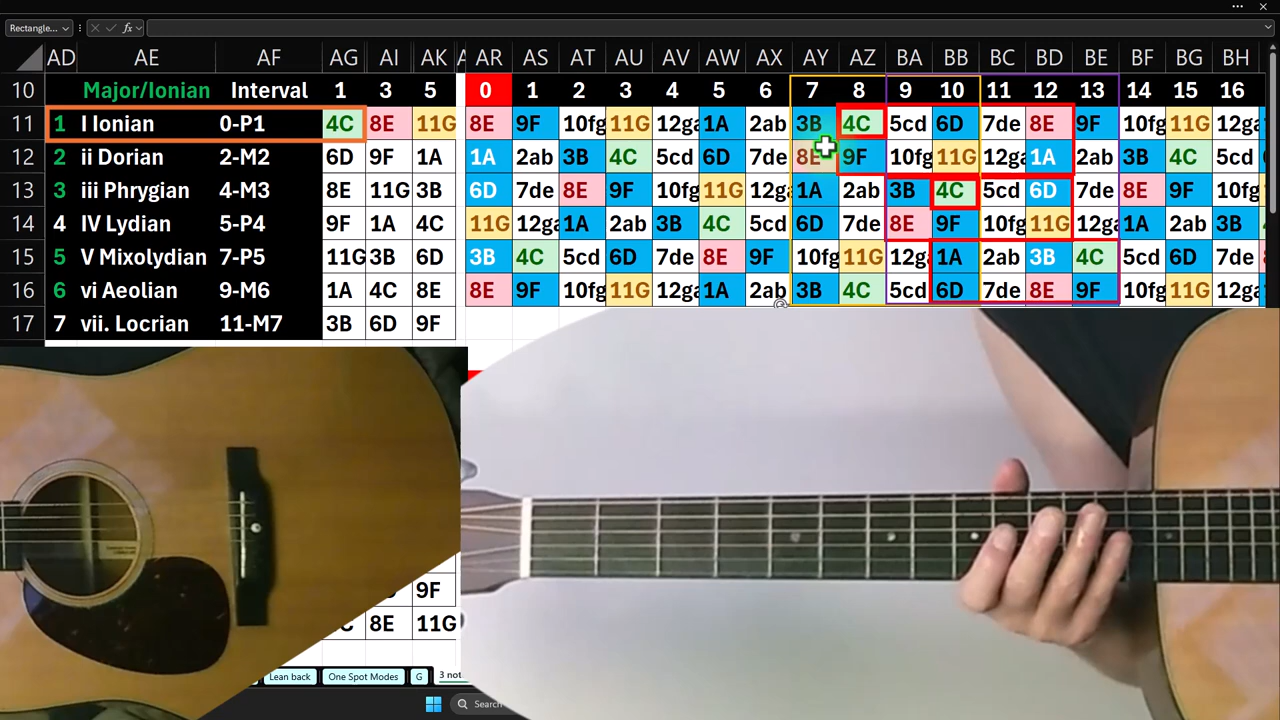 Rectangle... fx
AD AE AF AG AI AK AR AS AT AU AV AW AX AY AZ BA BB BC BD BE BF BG BH
10 Major/Ionian Interval 1 3 5 0 1 2 3 4 5 6 7 8 9 10 11 12 13 14 15 16
11 1 I Ionian 0-P1 4C 8E 11G 8E 9F 10fg 11G 12ga 1A 2ab 3B 4C 5cd 6D 7de 8E 9F 10fg 11G 12ga
12 2 ii Dorian 2-M2 6D 9F 1A 1A 2ab 3B 4C 5cd 6D 7de 8E 9F 10fg 11G 12ga 1A 2ab 3B 4C 5cd
13 3 iii Phrygian 4-M3 8E 11G 3B 6D 7de 8E 9F 10fg 11G 12ga 1A 2ab 3B 4C 5cd 6D 7de 8E 9F 10fg
14 4 IV Lydian 5-P4 9F 1A 4C 11G 12ga 1A 2ab 3B 4C 5cd 6D 7de 8E 9F 10fg 11G 12ga 1A 2ab 3B
15 5 V Mixolydian 7-P5 11G 3B 6D 3B 4C 5cd 6D 7de 8E 9F 10fg 11G 12ga 1A 2ab 3B 4C 5cd 6D 7de
16 6 vi Aeolian 9-M6 1A 4C 8E 8E 9F 10fg 11G 12ga 1A 2ab 3B 4C 5cd 6D 7de 8E 9F 10fg 11G 12ga
17 7 vii. Locrian 11-M7 3B 6D 9F
9F
8E 11G
Lean back One Spot Modes G 3 not
Search